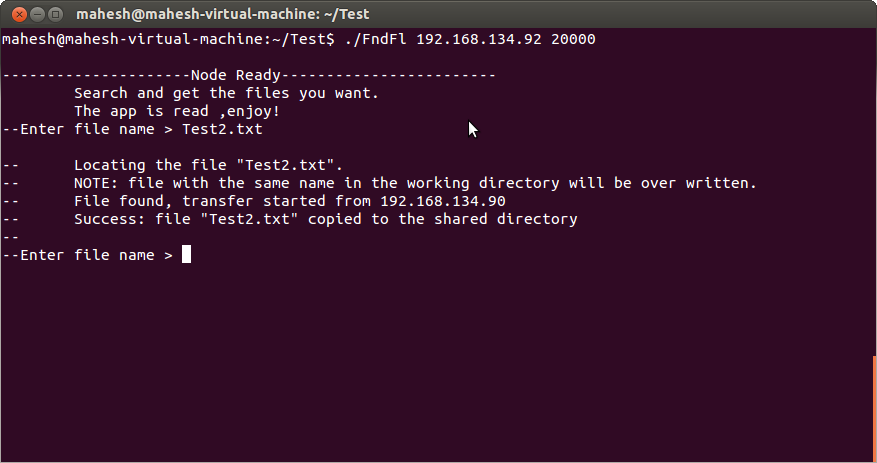 mahesh@mahesh-virtual-machine: ~/Test
mahesh@mahesh-virtual-machine:~/Test$ ./FndFl 192.168.134.92 20000
---------------------Node Ready------------------------
Search and get the files you want.
The app is read ,enjoy!
--Enter file name > Test2.txt
-- Locating the file "Test2.txt".
-- NOTE: file with the same name in the working directory will be over written.
-- File found, transfer started from 192.168.134.90
-- Success: file "Test2.txt" copied to the shared directory
--
--Enter file name >